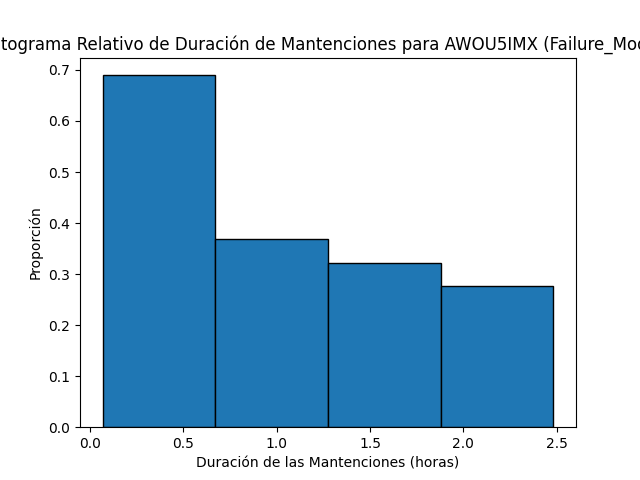 tograma Relativo de Duración de Mantenciones para AWOU5IMX (Failure_Mo
0.7
0.6
0.5
0.4
0.3
0.2
0.1
0.0
Proporción
0.0 0.5 1.0 1.5 2.0 2.5
Duración de las Mantenciones (horas)